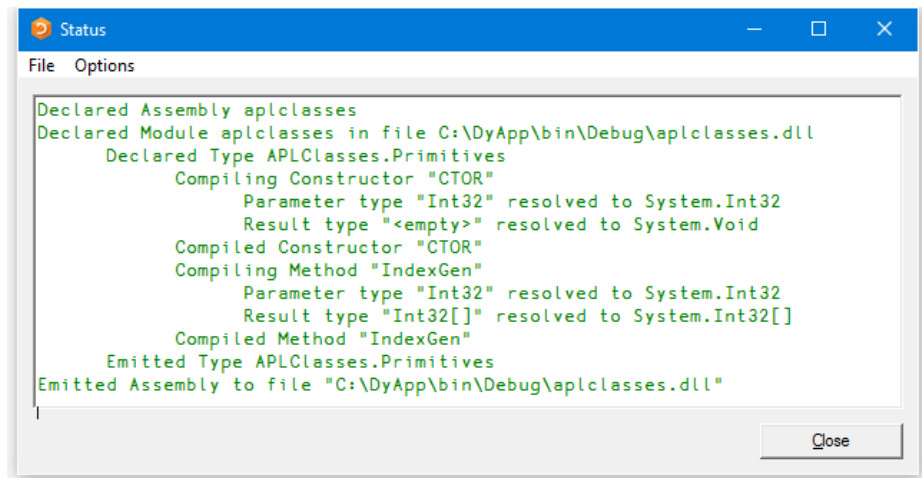 Status
File Options
Declared Assembly aplclasses
Declared Module aplclasses in file C:\DyApp\bin\Debug\aplclasses.dll
Declared Type APLClasses.Primitives
Compiling Constructor "CTOR"
Parameter type "Int32" resolved to System.Int32
Result type "<empty>" resolved to System.Void
Compiled Constructor "CTOR"
Compiling Method "IndexGen"
Parameter type "Int32" resolved to System.Int32
Result type "Int32[]" resolved to System.Int32[]
Compiled Method "IndexGen"
Emitted Type APLClasses.Primitives
Emitted Assembly to file "C:\DyApp\bin\Debug\aplclasses.dll"
Close